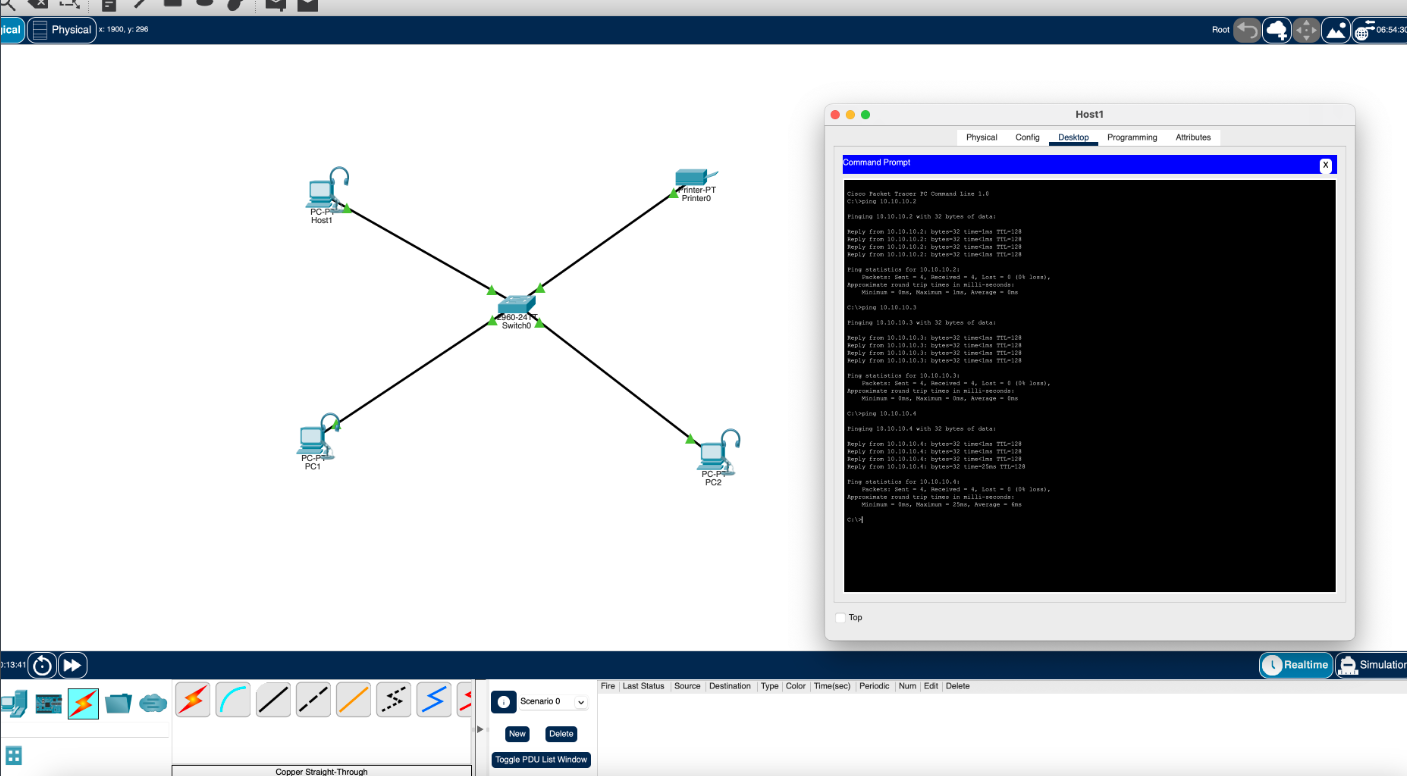 ical
Physical
x: 1900, y: 296
Root
06:54:30
PC-PT
Host1
Printer-PT
Printer0
2960-24TT
Switch0
PC-PT
PC1
PC-PT
PC2
Host1
Physical Config Desktop Programming Attributes
Command Prompt
X
Cisco Packet Tracer PC Command Line 1.0
C:\>ping 10.10.10.2
Pinging 10.10.10.2 with 32 bytes of data:
Reply from 10.10.10.2: bytes=32 time=1ms TTL=128
Reply from 10.10.10.2: bytes=32 time<1ms TTL=128
Reply from 10.10.10.2: bytes=32 time<1ms TTL=128
Reply from 10.10.10.2: bytes=32 time<1ms TTL=128
Ping statistics for 10.10.10.2:
Packets: Sent = 4, Received = 4, Lost = 0 (0% loss),
Approximate round trip times in milli-seconds:
Minimum = 0ms, Maximum = 1ms, Average = 0ms
C:\>ping 10.10.10.3
Pinging 10.10.10.3 with 32 bytes of data:
Reply from 10.10.10.3: bytes=32 time<1ms TTL=128
Reply from 10.10.10.3: bytes=32 time<1ms TTL=128
Reply from 10.10.10.3: bytes=32 time<1ms TTL=128
Reply from 10.10.10.3: bytes=32 time<1ms TTL=128
Ping statistics for 10.10.10.3:
Packets: Sent = 4, Received = 4, Lost = 0 (0% loss),
Approximate round trip times in milli-seconds:
Minimum = 0ms, Maximum = 0ms, Average = 0ms
C:\>ping 10.10.10.4
Pinging 10.10.10.4 with 32 bytes of data:
Reply from 10.10.10.4: bytes=32 time<1ms TTL=128
Reply from 10.10.10.4: bytes=32 time<1ms TTL=128
Reply from 10.10.10.4: bytes=32 time<1ms TTL=128
Reply from 10.10.10.4: bytes=32 time=25ms TTL=128
Ping statistics for 10.10.10.4:
Packets: Sent = 4, Received = 4, Lost = 0 (0% loss),
Approximate round trip times in milli-seconds:
Minimum = 0ms, Maximum = 25ms, Average = 6ms
C:\>
Top
:13:41
Realtime
Simulation
Fire Last Status Source Destination Type Color Time(sec) Periodic Num Edit Delete
Scenario 0
New
Delete
Toggle PDU List Window
Copper Straight-Through